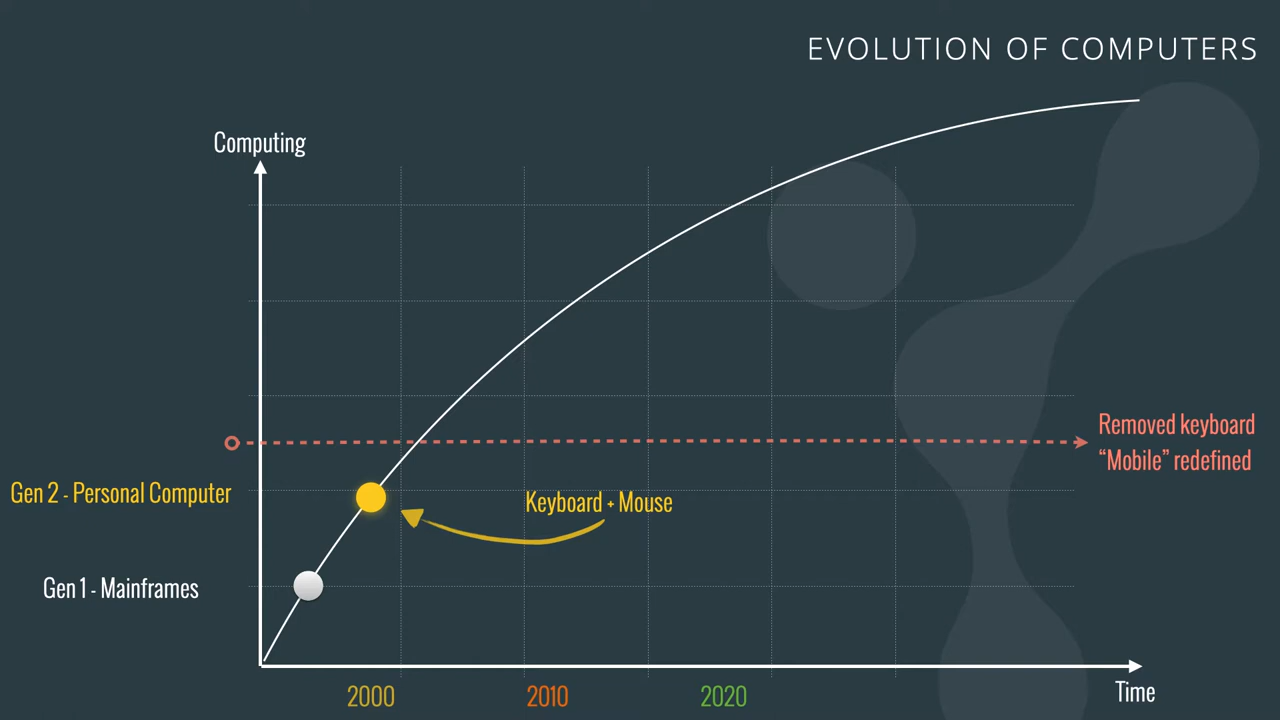 EVOLUTION OF COMPUTERS
Computing
Removed keyboard
“Mobile” redefined
Gen 2 - Personal Computer
Keyboard + Mouse
Gen 1 - Mainframes
2000
2010
2020
Time